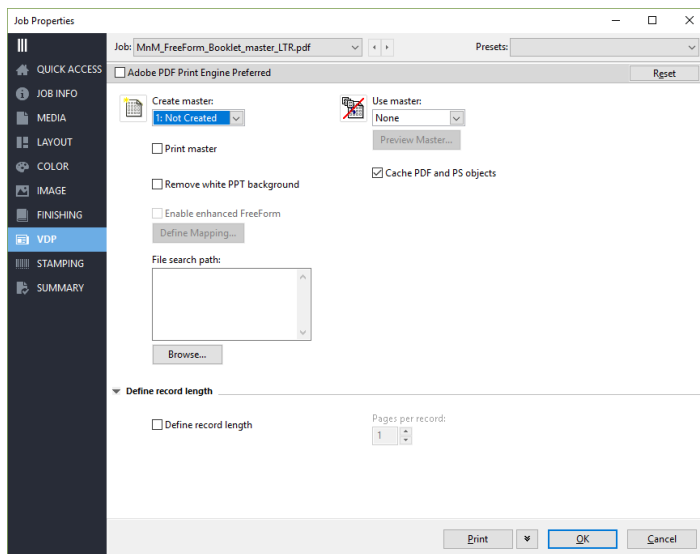 Job Properties
Job: MnM_FreeForm_Booklet_master_LTR.pdf
Presets:
QUICK ACCESS
JOB INFO
MEDIA
LAYOUT
COLOR
IMAGE
FINISHING
VDP
STAMPING
SUMMARY
Adobe PDF Print Engine Preferred
Reset
Create master:
1: Not Created
Print master
Remove white PPT background
Enable enhanced FreeForm
Define Mapping...
File search path:
Browse...
Use master:
None
Preview Master...
Cache PDF and PS objects
Define record length
Define record length
Pages per record:
1
Print
OK
Cancel